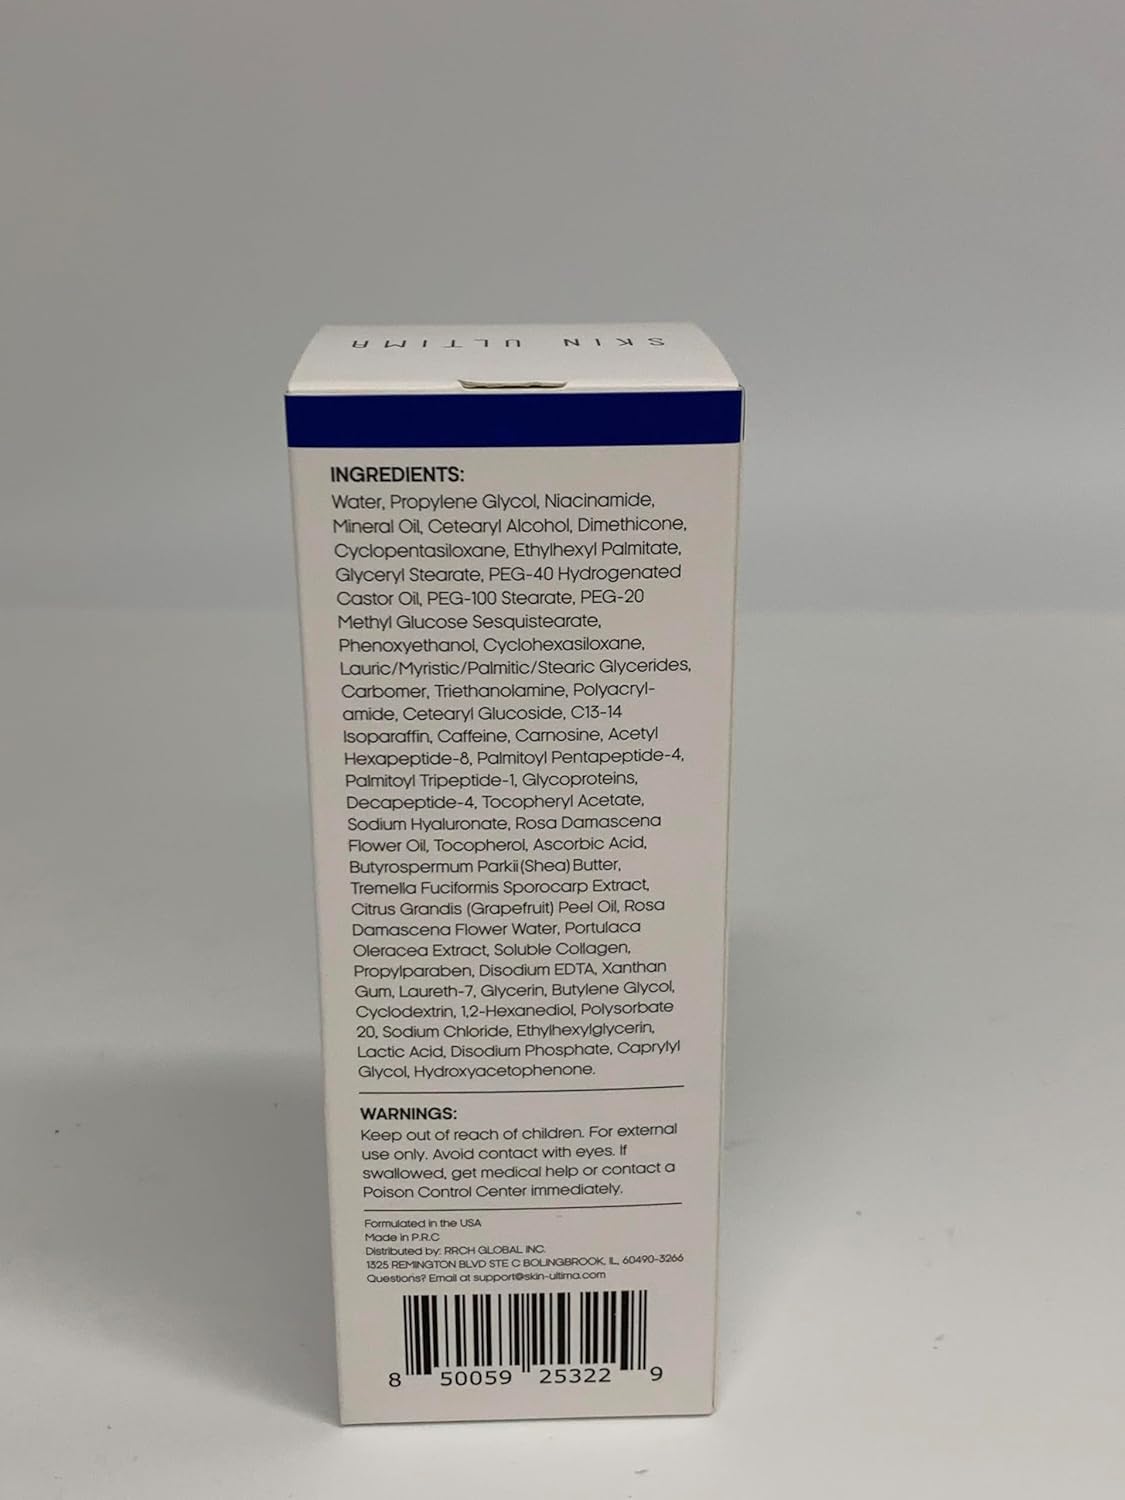 SKIN ULTIMA
INGREDIENTS:
Water, Propylene Glycol, Niacinamide,
Mineral Oil, Cetearyl Alcohol, Dimethicone,
Cyclopentasiloxane, Ethylhexyl Palmitate,
Glyceryl Stearate, PEG-40 Hydrogenated
Castor Oil, PEG-100 Stearate, PEG-20
Methyl Glucose Sesquistearate,
Phenoxyethanol, Cyclohexasiloxane,
Lauric/Myristic/Palmitic/Stearic Glycerides,
Carbomer, Triethanolamine, Polyacryl-
amide, Cetearyl Glucoside, C13-14
Isoparaffin, Caffeine, Carnosine, Acetyl
Hexapeptide-8, Palmitoyl Pentapeptide-4,
Palmitoyl Tripeptide-1, Glycoproteins,
Decapeptide-4, Tocopheryl Acetate,
Sodium Hyaluronate, Rosa Damascena
Flower Oil, Tocopherol, Ascorbic Acid,
Butyrospermum Parkii(Shea) Butter,
Tremella Fuciformis Sporocarp Extract,
Citrus Grandis (Grapefruit) Peel Oil, Rosa
Damascena Flower Water, Portulaca
Oleracea Extract, Soluble Collagen,
Propylparaben, Disodium EDTA, Xanthan
Gum, Laureth-7, Glycerin, Butylene Glycol,
Cyclodextrin, 1,2-Hexanediol, Polysorbate
20, Sodium Chloride, Ethylhexylglycerin,
Lactic Acid, Disodium Phosphate, Caprylyl
Glycol, Hydroxyacetophenone.
WARNINGS:
Keep out of reach of children. For external
use only. Avoid contact with eyes. If
swallowed, get medical help or contact a
Poison Control Center immediately.
Formulated in the USA
Made in P.R.C
Distributed by: RRCH GLOBAL INC.
1325 REMINGTON BLVD STE C BOLINGBROOK, IL, 60490-3266
Questions? Email at support@skin-ultima.com
8 50059 25322 9